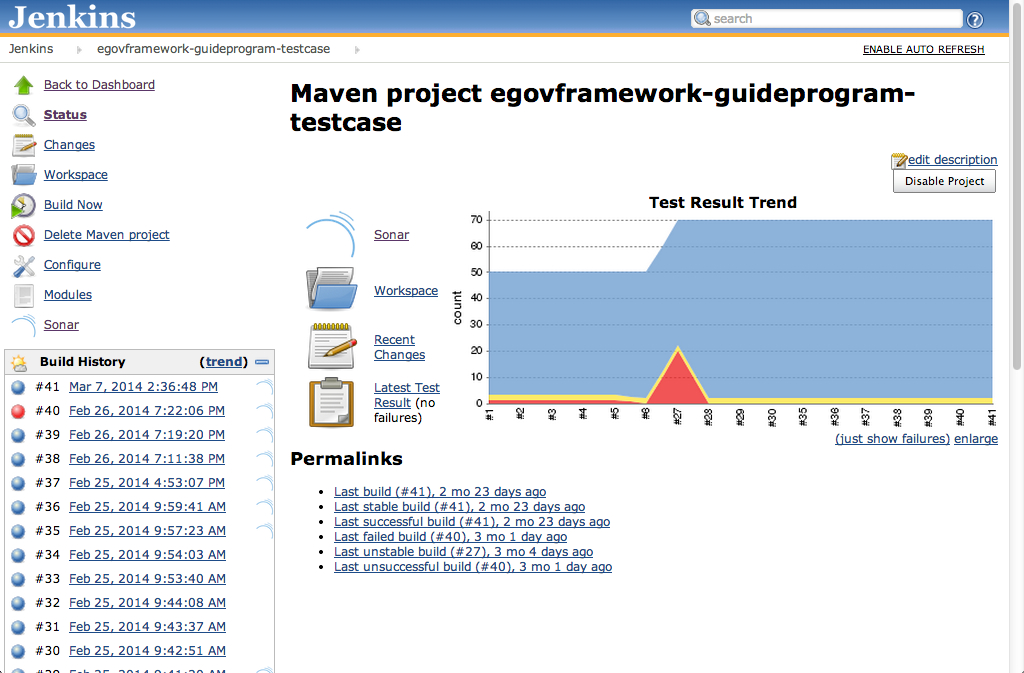 Jenkins
search
?
Jenkins
egovframework-guideprogram-testcase
ENABLE AUTO REFRESH
Back to Dashboard
Status
Changes
Workspace
Build Now
Delete Maven project
Configure
Modules
Sonar
Build History (trend)
#41 Mar 7, 2014 2:36:48 PM
#40 Feb 26, 2014 7:22:06 PM
#39 Feb 26, 2014 7:19:20 PM
#38 Feb 26, 2014 7:11:38 PM
#37 Feb 25, 2014 4:53:07 PM
#36 Feb 25, 2014 9:59:41 AM
#35 Feb 25, 2014 9:57:23 AM
#34 Feb 25, 2014 9:54:03 AM
#33 Feb 25, 2014 9:53:40 AM
#32 Feb 25, 2014 9:44:08 AM
#31 Feb 25, 2014 9:43:37 AM
#30 Feb 25, 2014 9:42:51 AM
Maven project egovframework-guideprogram-
testcase
edit description
Disable Project
Sonar
Workspace
Recent
Changes
Latest Test
Result (no
failures)
Test Result Trend
count
70
60
50
40
30
20
10
0
#1
#2
#3
#4
#5
#6
#27
#28
#29
#30
#35
#36
#37
#38
#39
#40
#41
(just show failures) enlarge
Permalinks
Last build (#41), 2 mo 23 days ago
Last stable build (#41), 2 mo 23 days ago
Last successful build (#41), 2 mo 23 days ago
Last failed build (#40), 3 mo 1 day ago
Last unstable build (#27), 3 mo 4 days ago
Last unsuccessful build (#40), 3 mo 1 day ago